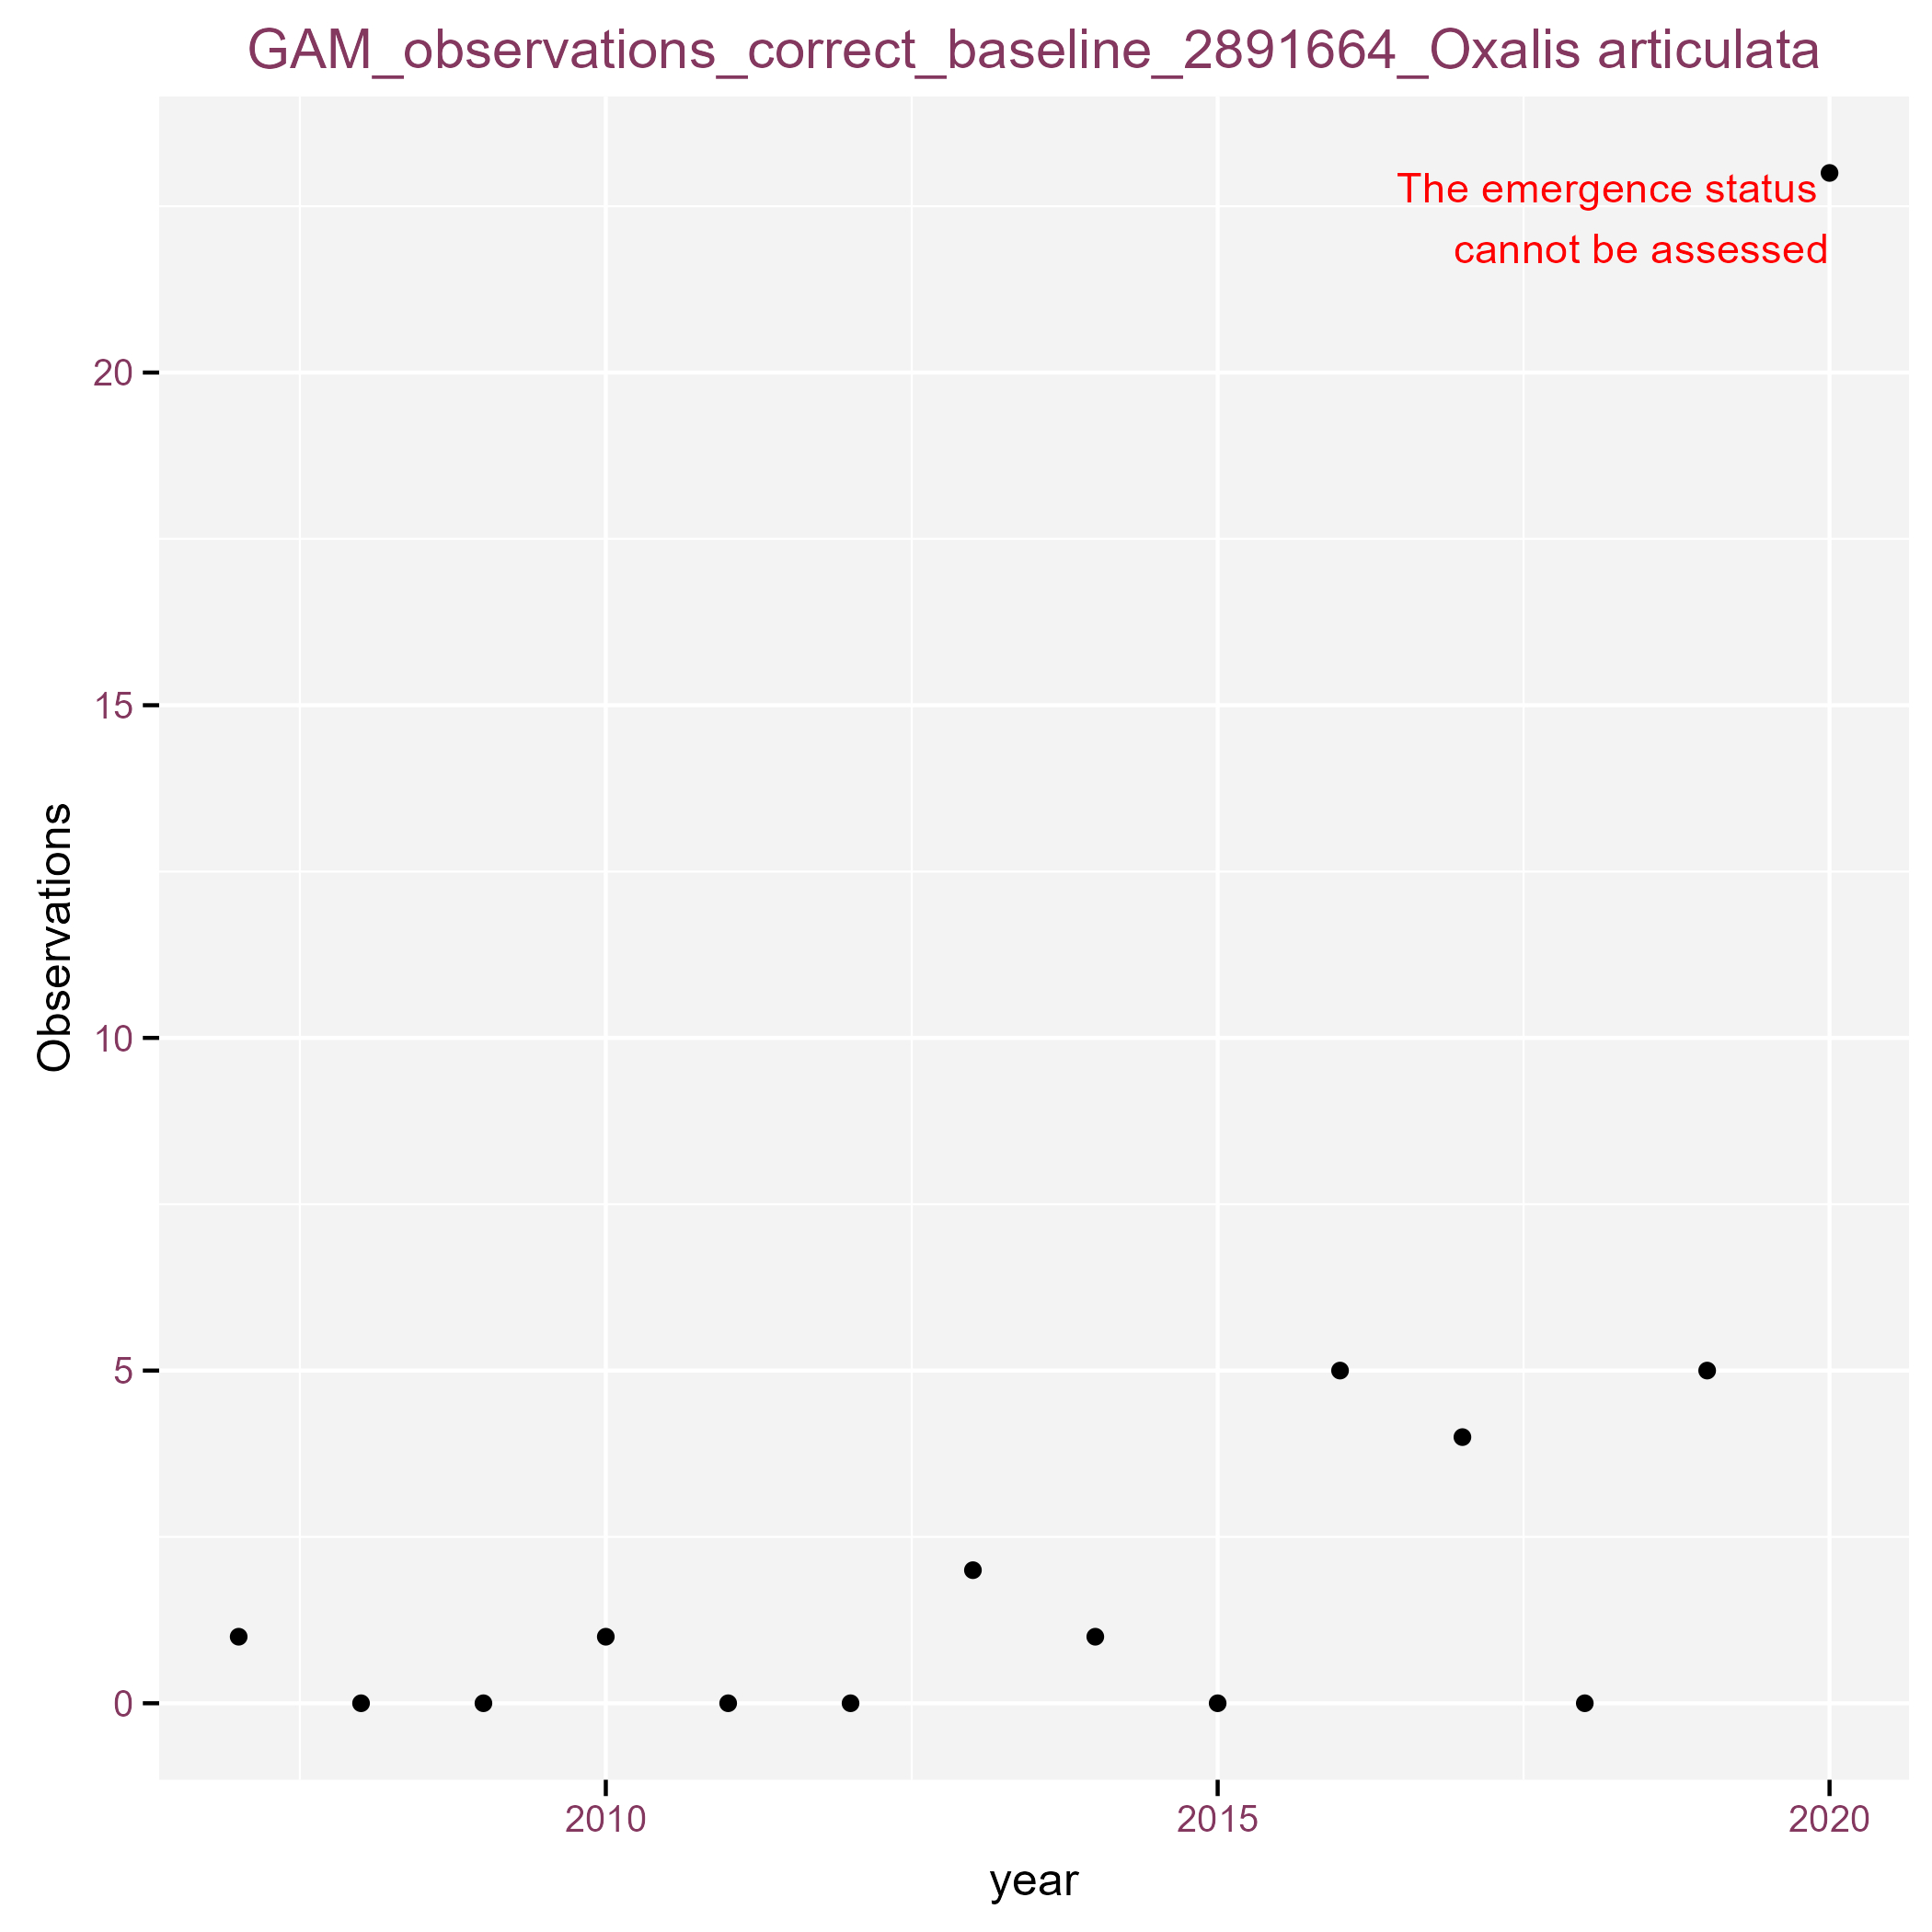 GAM_observations_correct_baseline_2891664_Oxalis articulata
The emergence status
cannot be assessed
20
15
10
5
0
Observations
2010
2015
2020
year